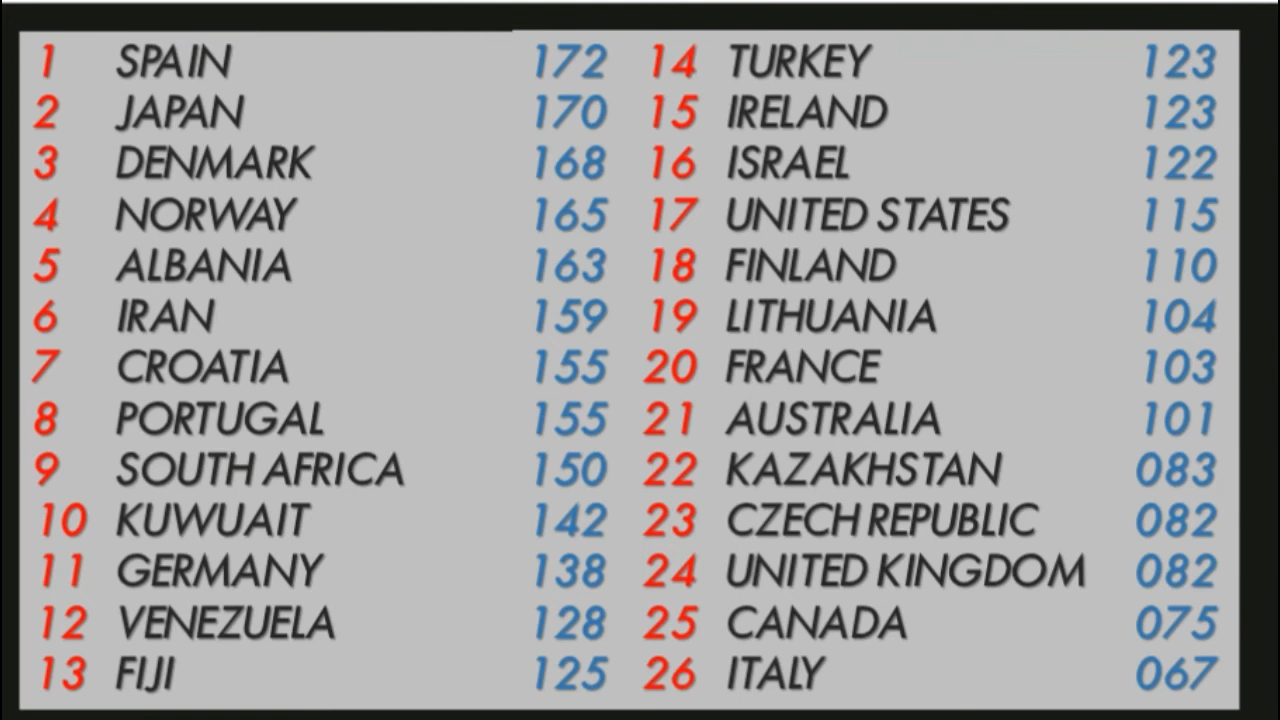 1 SPAIN 172
2 JAPAN 170
3 DENMARK 168
4 NORWAY 165
5 ALBANIA 163
6 IRAN 159
7 CROATIA 155
8 PORTUGAL 155
9 SOUTH AFRICA 150
10 KUWUAIT 142
11 GERMANY 138
12 VENEZUELA 128
13 FIJI 125
14 TURKEY 123
15 IRELAND 123
16 ISRAEL 122
17 UNITED STATES 115
18 FINLAND 110
19 LITHUANIA 104
20 FRANCE 103
21 AUSTRALIA 101
22 KAZAKHSTAN 083
23 CZECH REPUBLIC 082
24 UNITED KINGDOM 082
25 CANADA 075
26 ITALY 067